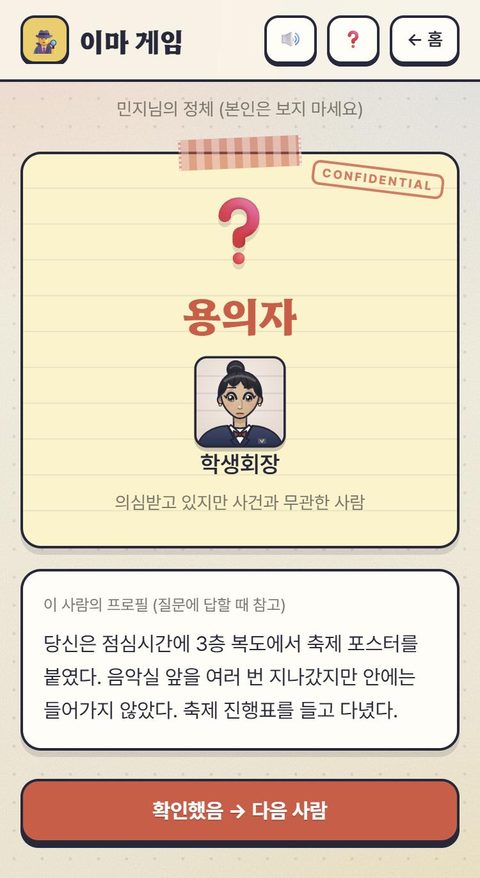 이마 게임
← 홈
민지님의 정체 (본인은 보지 마세요)
CONFIDENTIAL
❓
용의자
학생회장
의심받고 있지만 사건과 무관한 사람
이 사람의 프로필 (질문에 답할 때 참고)
당신은 점심시간에 3층 복도에서 축제 포스터를
붙였다. 음악실 앞을 여러 번 지나갔지만 안에는
들어가지 않았다. 축제 진행표를 들고 다녔다.
확인했음 → 다음 사람